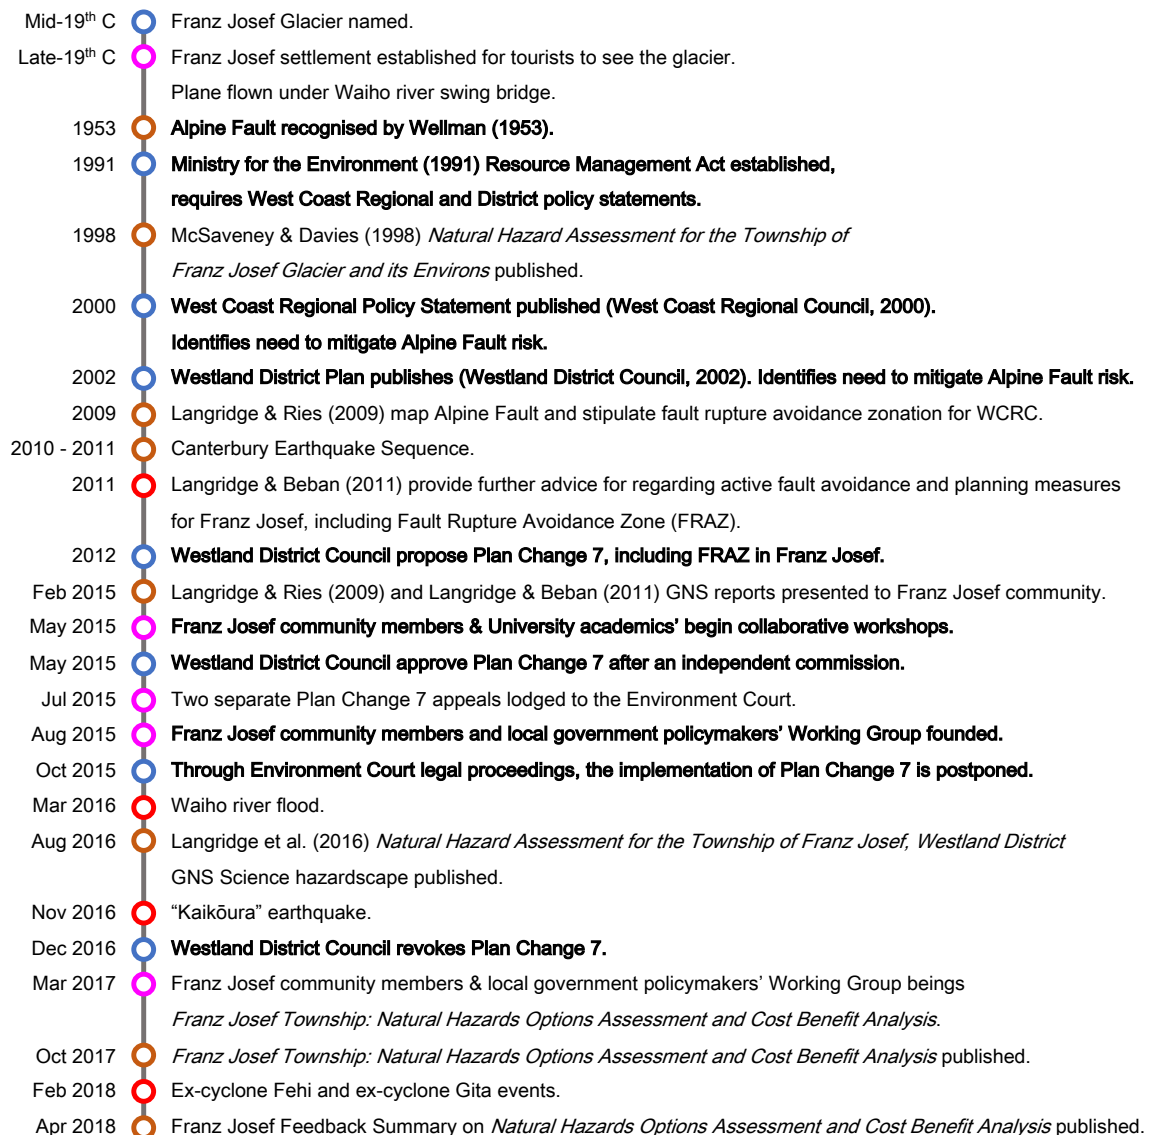 Mid-19th C Franz Josef Glacier named.
Late-19th C Franz Josef settlement established for tourists to see the glacier.
Plane flown under Waiho river swing bridge.
1953 Alpine Fault recognised by Wellman (1953).
1991 Ministry for the Environment (1991) Resource Management Act established,
requires West Coast Regional and District policy statements.
1998 McSaveney & Davies (1998) Natural Hazard Assessment for the Township of
Franz Josef Glacier and its Environs published.
2000 West Coast Regional Policy Statement published (West Coast Regional Council, 2000).
Identifies need to mitigate Alpine Fault risk.
2002 Westland District Plan publishes (Westland District Council, 2002). Identifies need to mitigate Alpine Fault risk.
2009 Langridge & Ries (2009) map Alpine Fault and stipulate fault rupture avoidance zonation for WCRC.
2010 - 2011 Canterbury Earthquake Sequence.
2011 Langridge & Beban (2011) provide further advice for regarding active fault avoidance and planning measures
for Franz Josef, including Fault Rupture Avoidance Zone (FRAZ).
2012 Westland District Council propose Plan Change 7, including FRAZ in Franz Josef.
Feb 2015 Langridge & Ries (2009) and Langridge & Beban (2011) GNS reports presented to Franz Josef community.
May 2015 Franz Josef community members & University academics’ begin collaborative workshops.
May 2015 Westland District Council approve Plan Change 7 after an independent commission.
Jul 2015 Two separate Plan Change 7 appeals lodged to the Environment Court.
Aug 2015 Franz Josef community members and local government policymakers’ Working Group founded.
Oct 2015 Through Environment Court legal proceedings, the implementation of Plan Change 7 is postponed.
Mar 2016 Waiho river flood.
Aug 2016 Langridge et al. (2016) Natural Hazard Assessment for the Township of Franz Josef, Westland District
GNS Science hazardscape published.
Nov 2016 “Kaikōura” earthquake.
Dec 2016 Westland District Council revokes Plan Change 7.
Mar 2017 Franz Josef community members & local government policymakers’ Working Group beings
Franz Josef Township: Natural Hazards Options Assessment and Cost Benefit Analysis.
Oct 2017 Franz Josef Township: Natural Hazards Options Assessment and Cost Benefit Analysis published.
Feb 2018 Ex-cyclone Fehi and ex-cyclone Gita events.
Apr 2018 Franz Josef Feedback Summary on Natural Hazards Options Assessment and Cost Benefit Analysis published.